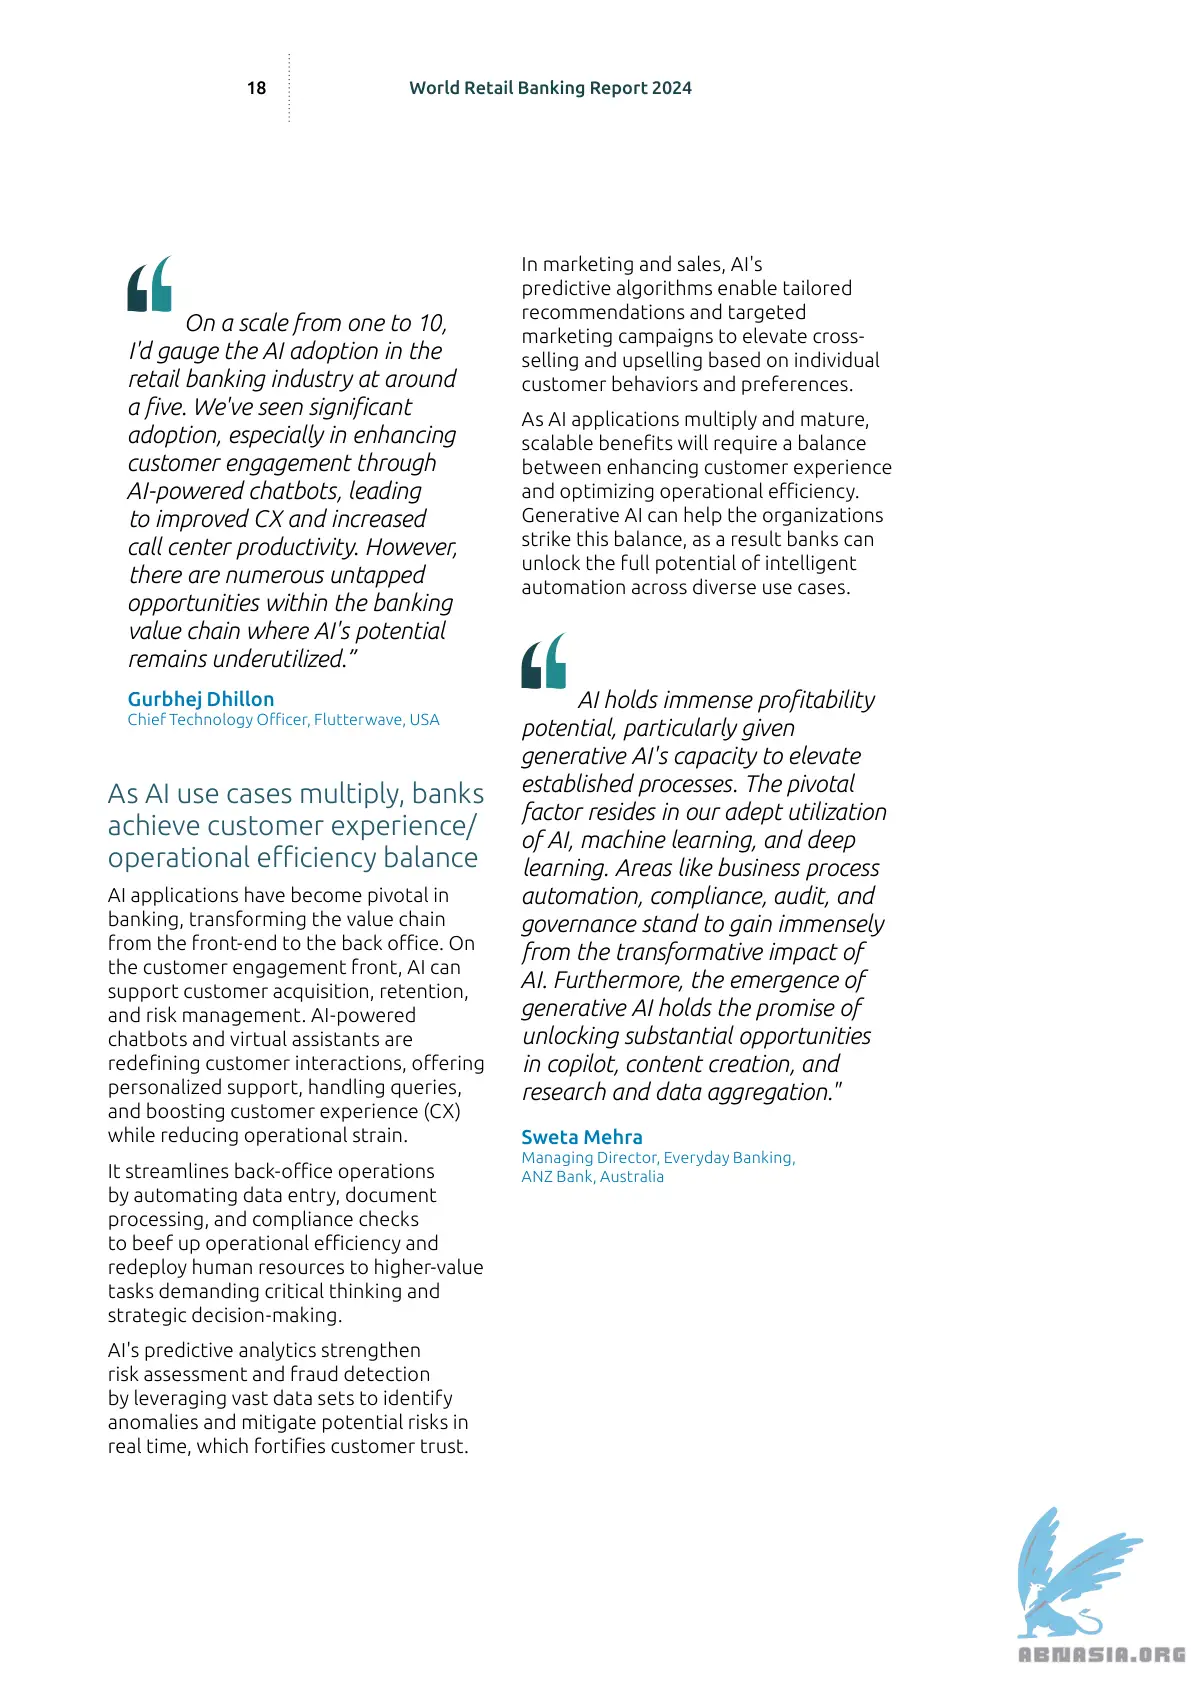 18
World Retail Banking Report 2024
On a scale from one to 10,
I'd gauge the AI adoption in the
retail banking industry at around
a five. We've seen significant
adoption, especially in enhancing
customer engagement through
AI-powered chatbots, leading
to improved CX and increased
call center productivity. However,
there are numerous untapped
opportunities within the banking
value chain where AI's potential
remains underutilized.”
Gurbhej Dhillon
Chief Technology Officer, Flutterwave, USA
As AI use cases multiply, banks
achieve customer experience/
operational efficiency balance
AI applications have become pivotal in
banking, transforming the value chain
from the front-end to the back office. On
the customer engagement front, AI can
support customer acquisition, retention,
and risk management. AI-powered
chatbots and virtual assistants are
redefining customer interactions, offering
personalized support, handling queries,
and boosting customer experience (CX)
while reducing operational strain.
It streamlines back-office operations
by automating data entry, document
processing, and compliance checks
to beef up operational efficiency and
redeploy human resources to higher-value
tasks demanding critical thinking and
strategic decision-making.
AI's predictive analytics strengthen
risk assessment and fraud detection
by leveraging vast data sets to identify
anomalies and mitigate potential risks in
real time, which fortifies customer trust.
In marketing and sales, AI's
predictive algorithms enable tailored
recommendations and targeted
marketing campaigns to elevate cross-
selling and upselling based on individual
customer behaviors and preferences.
As AI applications multiply and mature,
scalable benefits will require a balance
between enhancing customer experience
and optimizing operational efficiency.
Generative AI can help the organizations
strike this balance, as a result banks can
unlock the full potential of intelligent
automation across diverse use cases.
AI holds immense profitability
potential, particularly given
generative AI's capacity to elevate
established processes. The pivotal
factor resides in our adept utilization
of AI, machine learning, and deep
learning. Areas like business process
automation, compliance, audit, and
governance stand to gain immensely
from the transformative impact of
AI. Furthermore, the emergence of
generative AI holds the promise of
unlocking substantial opportunities
in copilot, content creation, and
research and data aggregation."
Sweta Mehra
Managing Director, Everyday Banking,
ANZ Bank, Australia
ABNASIA.ORG